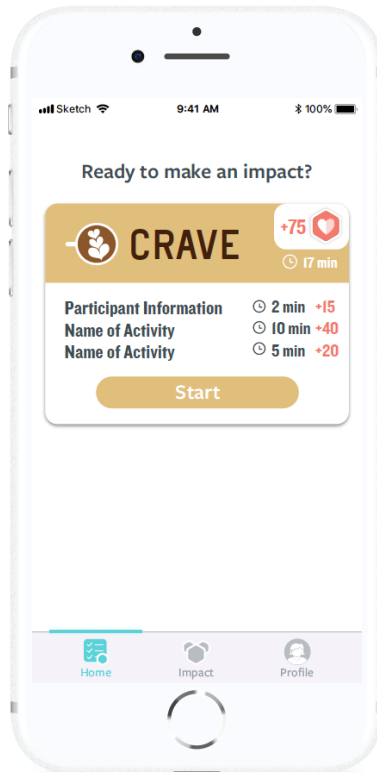 Sketch 9:41 AM 100%
Ready to make an impact?
CRAVE
+75
17 min
Participant Information 2 min +15
Name of Activity 10 min +40
Name of Activity 5 min +20
Start
Home Impact Profile